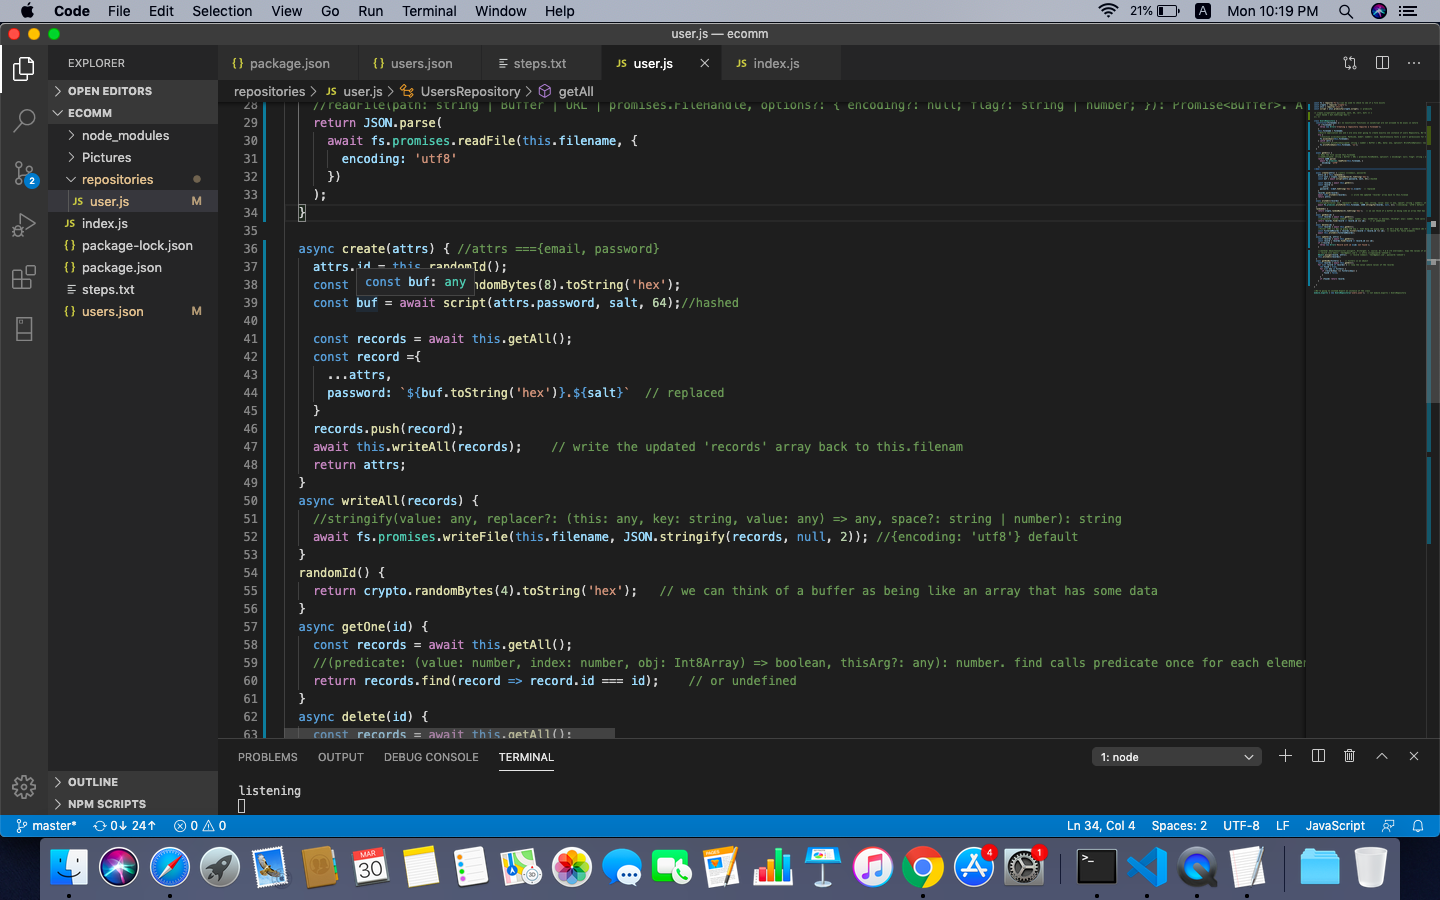 Code File Edit Selection View Go Run Terminal Window Help 21% A Mon 10:19 PM
user.js — ecomm
EXPLORER
{} package.json {} users.json steps.txt JS user.js JS index.js
OPEN EDITORS
ECOMM
node_modules
Pictures
repositories
JS user.js M
JS index.js
{} package-lock.json
{} package.json
steps.txt
{} users.json M
OUTLINE
NPM SCRIPTS
2
repositories > JS user.js > UsersRepository > getAll
28 //readFile(path: string | Buffer | URL | promises.FileHandle, options?: { encoding?: null; flag?: string | number; }): Promise<Buffer>. A
29 return JSON.parse(
30 await fs.promises.readFile(this.filename, {
31 encoding: 'utf8'
32 })
33 );
34 }
35
36 async create(attrs) { //attrs ==={email, password}
37 attrs.id = this.randomId();
const buf: any
38 const ndomBytes(8).toString('hex');
39 const buf = await script(attrs.password, salt, 64);//hashed
40
41 const records = await this.getAll();
42 const record ={
43 ...attrs,
44 password: `${buf.toString('hex')}.${salt}` // replaced
45 }
46 records.push(record);
47 await this.writeAll(records); // write the updated 'records' array back to this.filenam
48 return attrs;
49 }
50 async writeAll(records) {
51 //stringify(value: any, replacer?: (this: any, key: string, value: any) => any, space?: string | number): string
52 await fs.promises.writeFile(this.filename, JSON.stringify(records, null, 2)); //{encoding: 'utf8'} default
53 }
54 randomId() {
55 return crypto.randomBytes(4).toString('hex'); // we can think of a buffer as being like an array that has some data
56 }
57 async getOne(id) {
58 const records = await this.getAll();
59 //(predicate: (value: number, index: number, obj: Int8Array) => boolean, thisArg?: any): number. find calls predicate once for each elemen
60 return records.find(record => record.id === id); // or undefined
61 }
62 async delete(id) {
63 const records = await this.getAll();
PROBLEMS OUTPUT DEBUG CONSOLE TERMINAL 1: node
listening
master* 0↓ 24↑ 0 0 Ln 34, Col 4 Spaces: 2 UTF-8 LF JavaScript
MAR
30
4
1
>_